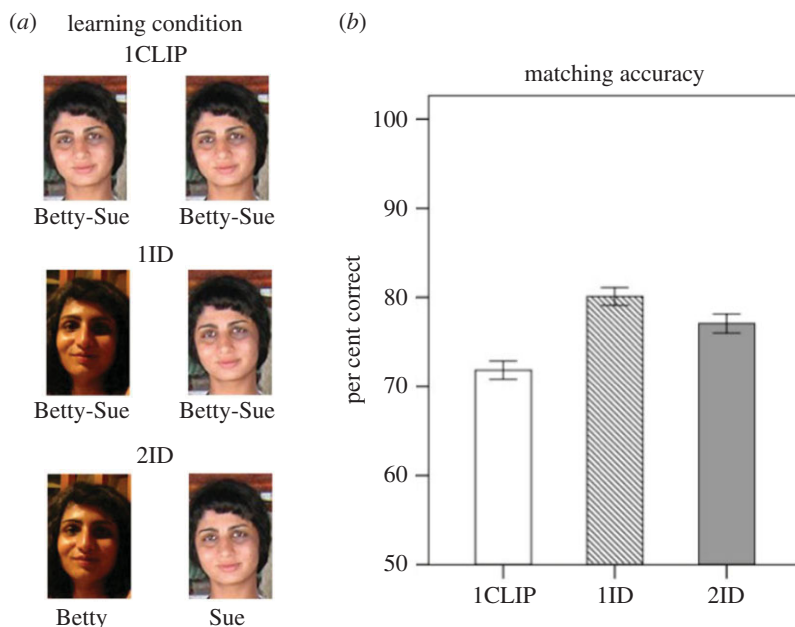 (a) learning condition
1CLIP
Betty-Sue Betty-Sue
1ID
Betty-Sue Betty-Sue
2ID
Betty Sue
(b)
matching accuracy
per cent correct
100
90
80
70
60
50
1CLIP 1ID 2ID